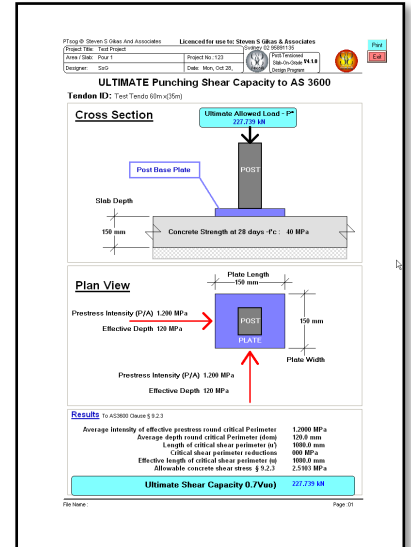 PTsog © Steven S Gikas And Associates Licenced for use to: Steven S Gikas & Associates
Sydney 02 95891135
Project Title: Test Project
Area / Slab: Pour 1 Project No.:123
Designer: SsG Date: Mon, Oct 28,
Post-Tensioned
Slab-On-Grade V4.1.0
Design Program
Print
Exit
ULTIMATE Punching Shear Capacity to AS 3600
Tendon ID: Test Tendo 60m x(35m)
Cross Section
Ultimate Allowed Load - P*
227.739 kN
Post Base Plate
POST
Slab Depth
150 mm
Concrete Strength at 28 days -f'c : 40 MPa
Plan View
Plate Length
150 mm
Prestress Intensity (P/A) 1.200 MPa
Effective Depth 120 MPa
POST
PLATE
150 mm
Plate Width
Prestress Intensity (P/A) 1.200 MPa
Effective Depth 120 MPa
Results To AS3600 Clause § 9.2.3
Average intensity of effective prestress round critical Perimeter 1.2000 MPa
Average depth round critical Perimeter (dom) 120.0 mm
Length of critical shear perimeter (u') 1080.0 mm
Critical shear perimeter reductions 000 MPa
Effective length of critical shear perimeter (u) 1080.0 mm
Allowable concrete shear stress § 9.2.3 2.5103 MPa
Ultimate Shear Capacity 0.7Vuo) 227.739 kN
File Name : Page :01